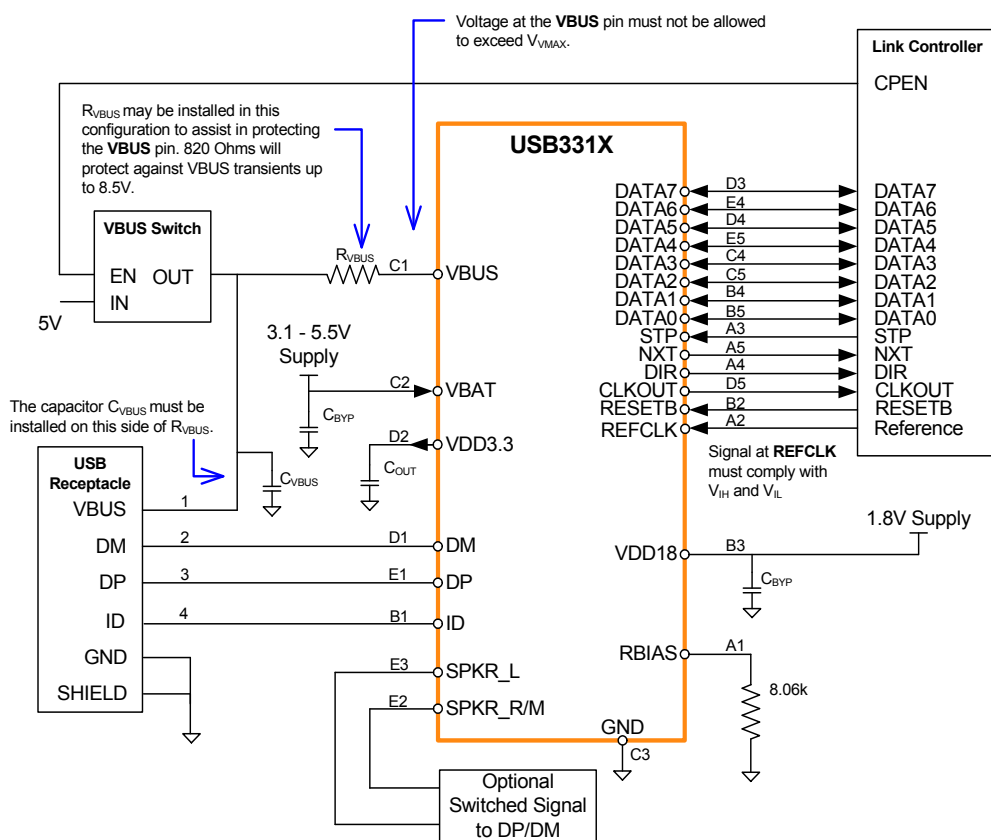 Voltage at the VBUS pin must not be allowed
to exceed VVMAX.
Link Controller
CPEN
RVBUS may be installed in this
configuration to assist in protecting
the VBUS pin. 820 Ohms will
protect against VBUS transients up
to 8.5V.
USB331X
VBUS Switch
EN OUT
IN
5V
RVBUS
C1
VBUS
DATA7 D3 DATA7
DATA6 E4 DATA6
DATA5 D4 DATA5
DATA4 E5 DATA4
DATA3 C4 DATA3
DATA2 C5 DATA2
DATA1 B4 DATA1
DATA0 B5 DATA0
STP A3 STP
NXT A5 NXT
DIR A4 DIR
CLKOUT D5 CLKOUT
RESETB B2 RESETB
REFCLK A2 Reference
3.1 - 5.5V
Supply
C2 VBAT
CBYP
D2 VDD3.3
COUT
The capacitor CVBUS must be
installed on this side of RVBUS.
CVBUS
Signal at REFCLK
must comply with
VIH and VIL
USB
Receptacle
VBUS 1
DM 2 D1 DM
DP 3 E1 DP
ID 4 B1 ID
GND
SHIELD
1.8V Supply
VDD18 B3
CBYP
RBIAS A1
8.06k
E3 SPKR_L
E2 SPKR_R/M
GND
C3
Optional
Switched Signal
to DP/DM